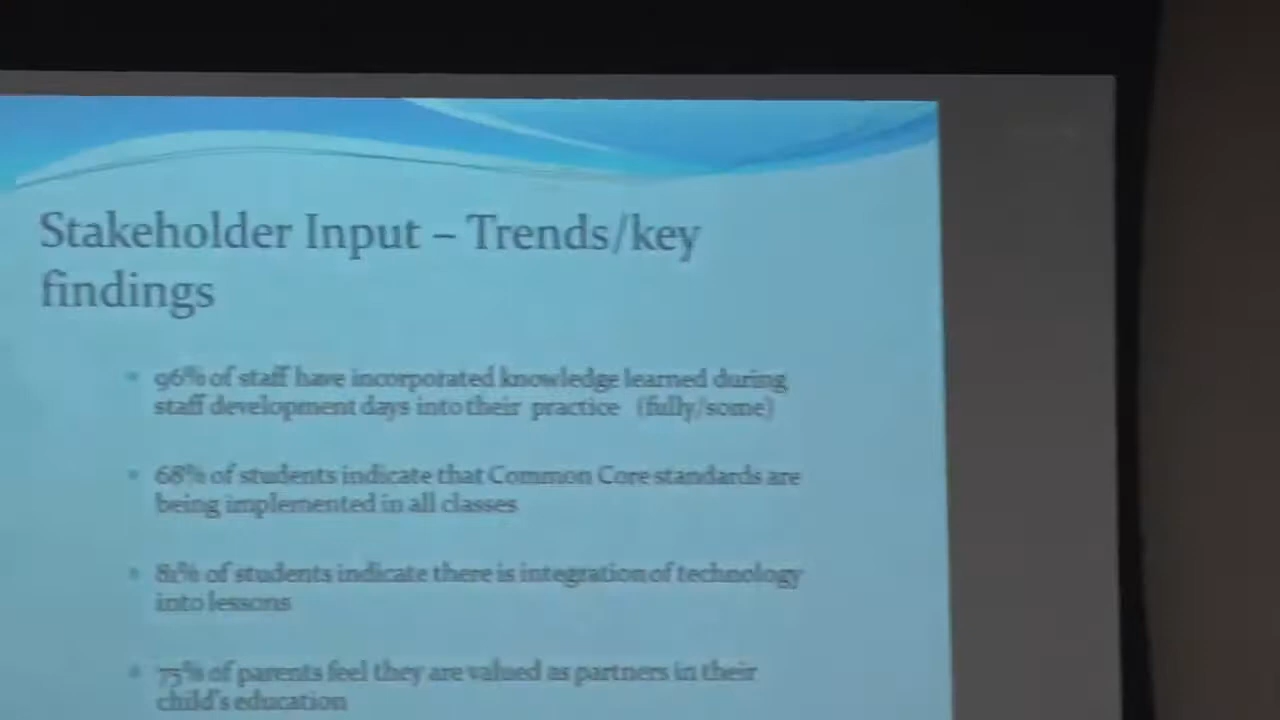 Stakeholder Input – Trends/key
findings
96% of staff have incorporated knowledge learned during
staff development days into their practice (fully/some)
68% of students indicate that Common Core standards are
being implemented in all classes
81% of students indicate there is integration of technology
into lessons
75% of parents feel they are valued as partners in their
child's education